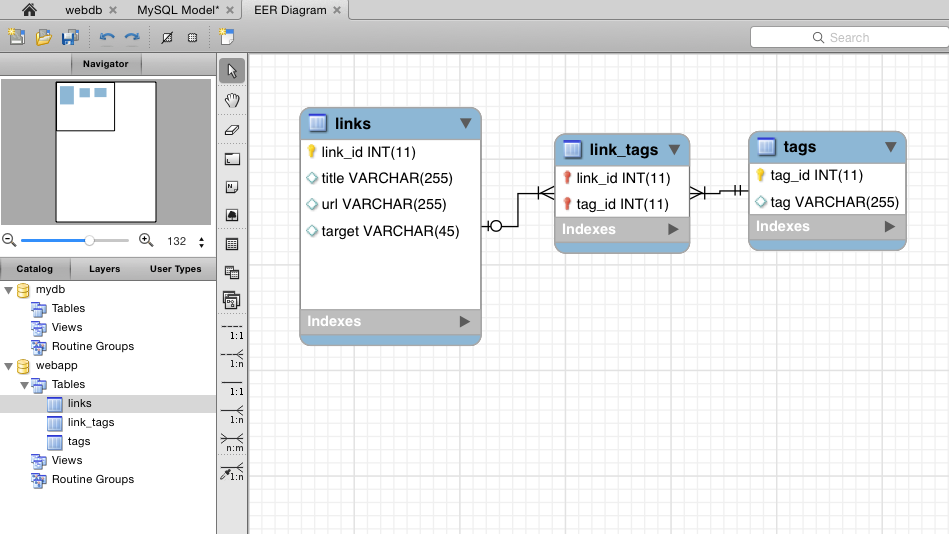 webdb
MySQL Model*
EER Diagram
Search
Navigator
132
Catalog
Layers
User Types
mydb
Tables
Views
Routine Groups
webapp
Tables
links
link_tags
tags
Views
Routine Groups
1:1
1:n
1:1
1:n
n:m
1:n
links
link_id INT(11)
title VARCHAR(255)
url VARCHAR(255)
target VARCHAR(45)
Indexes
link_tags
link_id INT(11)
tag_id INT(11)
Indexes
tags
tag_id INT(11)
tag VARCHAR(255)
Indexes